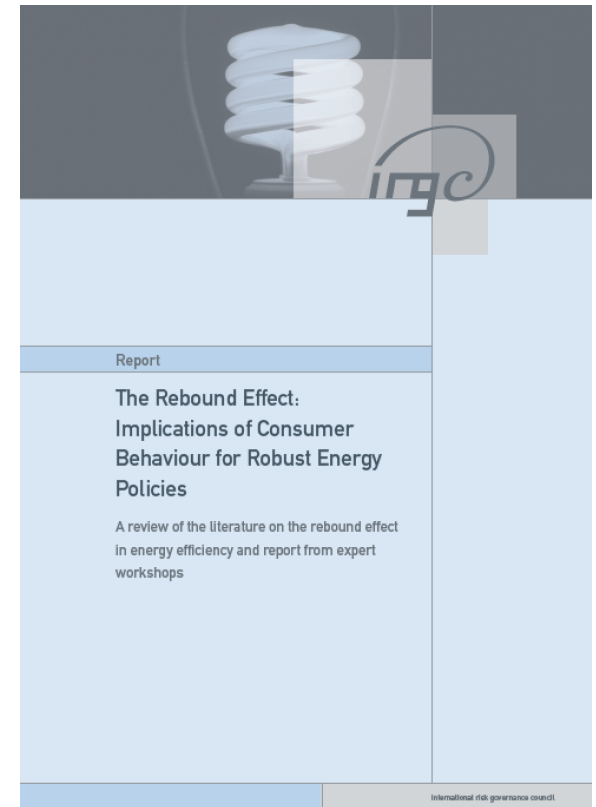 irgc
Report
The Rebound Effect:
Implications of Consumer
Behaviour for Robust Energy
Policies
A review of the literature on the rebound effect
in energy efficiency and report from expert
workshops
international risk governance council